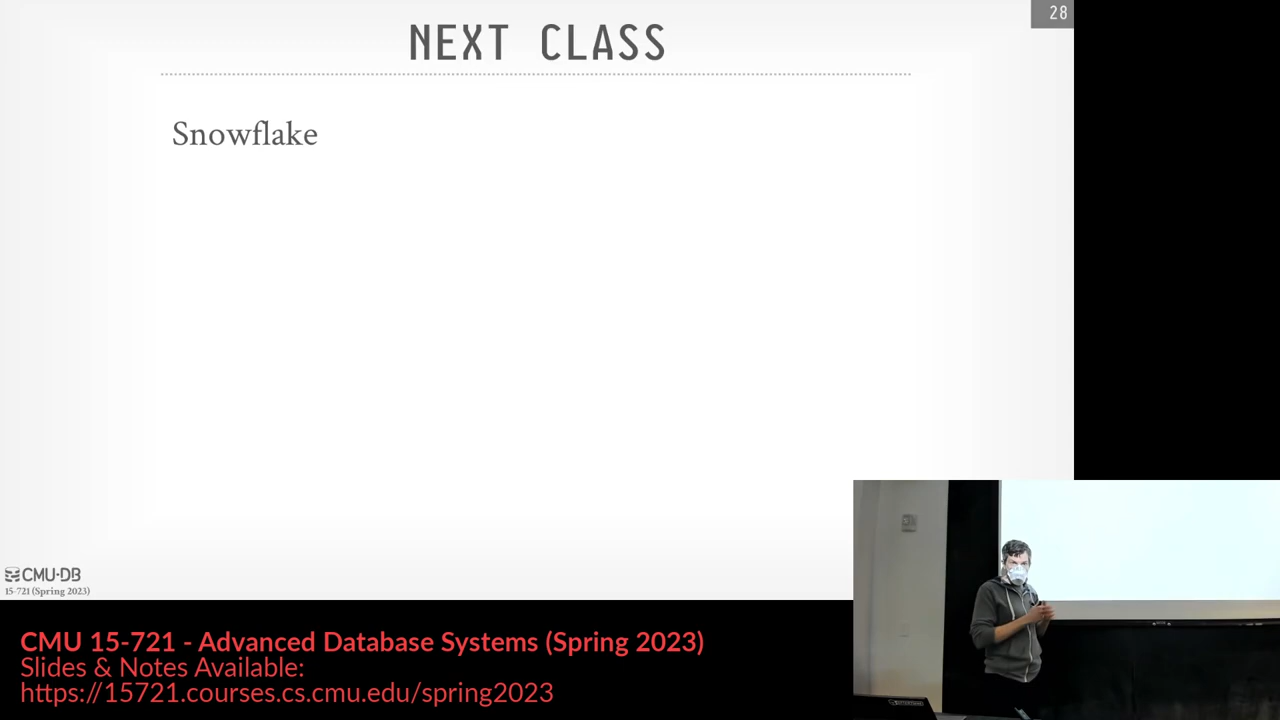 28
NEXT CLASS
Snowflake
CMU·DB
15-721 (Spring 2023)
CMU 15-721 - Advanced Database Systems (Spring 2023)
Slides & Notes Available:
https://15721.courses.cs.cmu.edu/spring2023